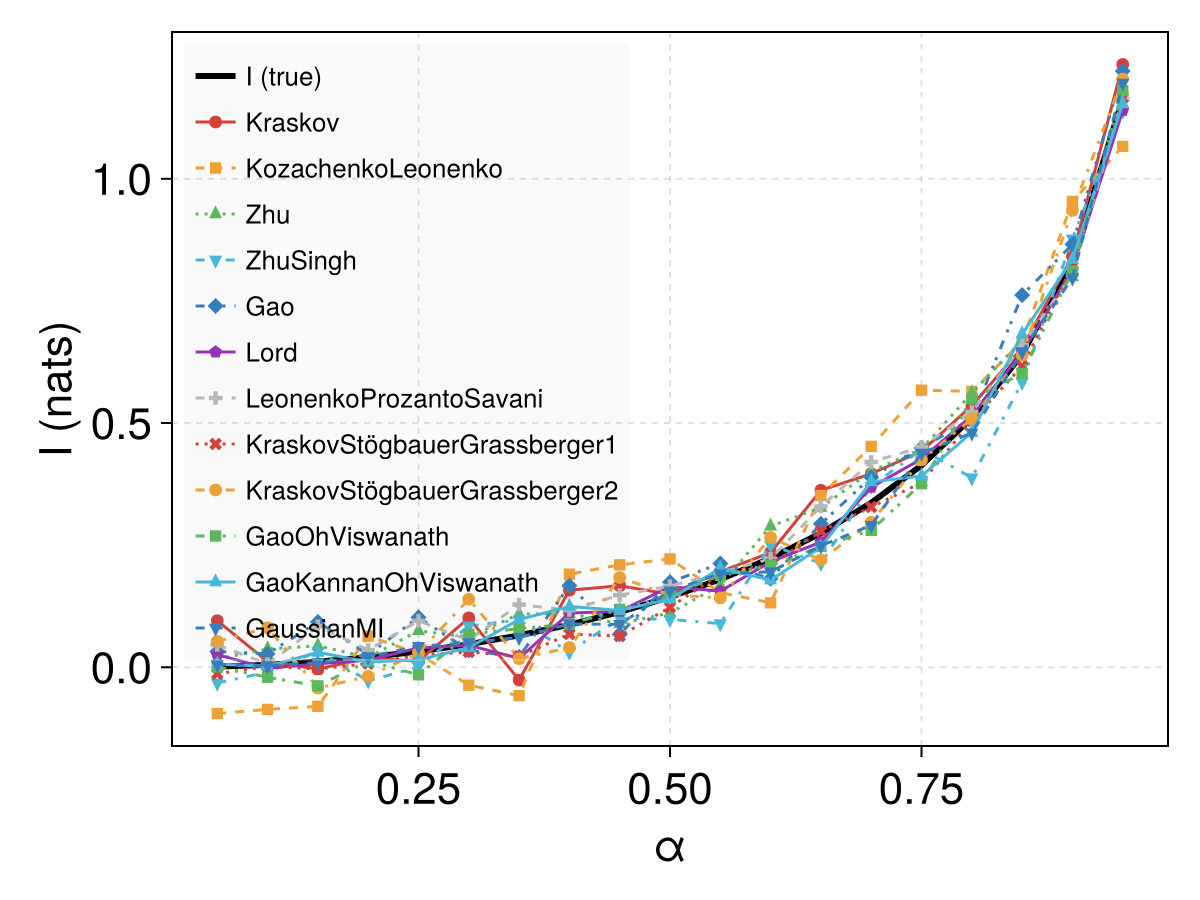 I (true)
Kraskov
KozachenkoLeonenko
Zhu
ZhuSingh
Gao
Lord
LeonenkoProzantoSavani
KraskovStögbauerGrassberger1
KraskovStögbauerGrassberger2
GaoOhViswanath
GaoKannanOhViswanath
GaussianMI
I (nats)
1.0
0.5
0.0
0.25 0.50 0.75
α